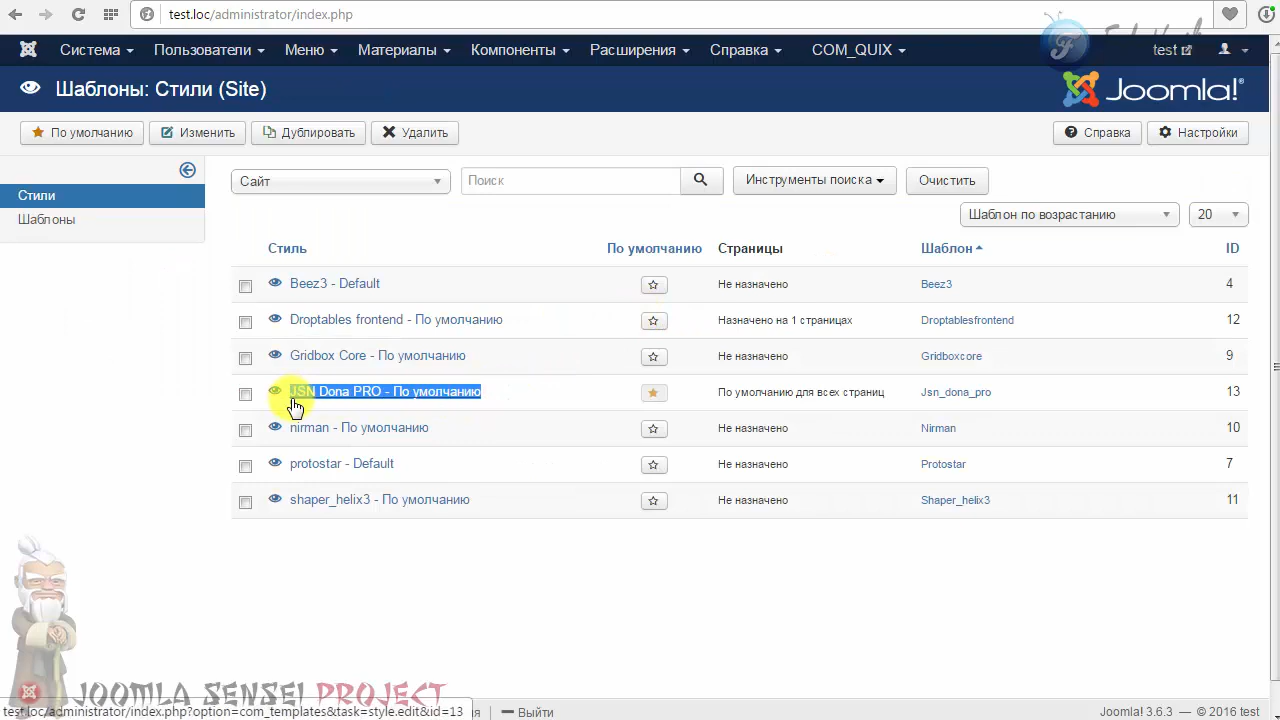 test.loc/administrator/index.php
Система Пользователи Меню Материалы Компоненты Расширения Справка COM_QUIX test
Шаблоны: Стили (Site)
Joomla!®
По умолчанию Изменить Дублировать Удалить Справка Настройки
Стили
Шаблоны
Сайт Поиск Инструменты поиска Очистить
Шаблон по возрастанию 20
Стиль По умолчанию Страницы Шаблон ID
Beez3 - Default Не назначено Beez3 4
Droptables frontend - По умолчанию Назначено на 1 страницах Droptablesfrontend 12
Gridbox Core - По умолчанию Не назначено Gridboxcore 9
JSN Dona PRO - По умолчанию По умолчанию для всех страниц Jsn_dona_pro 13
nirman - По умолчанию Не назначено Nirman 10
protostar - Default Не назначено Protostar 7
shaper_helix3 - По умолчанию Не назначено Shaper_helix3 11
JOOMLA SENSEI PROJECT
test.loc/administrator/index.php?option=com_templates&task=style.edit&id=13
Выйти
Joomla! 3.6.3 — © 2016 test